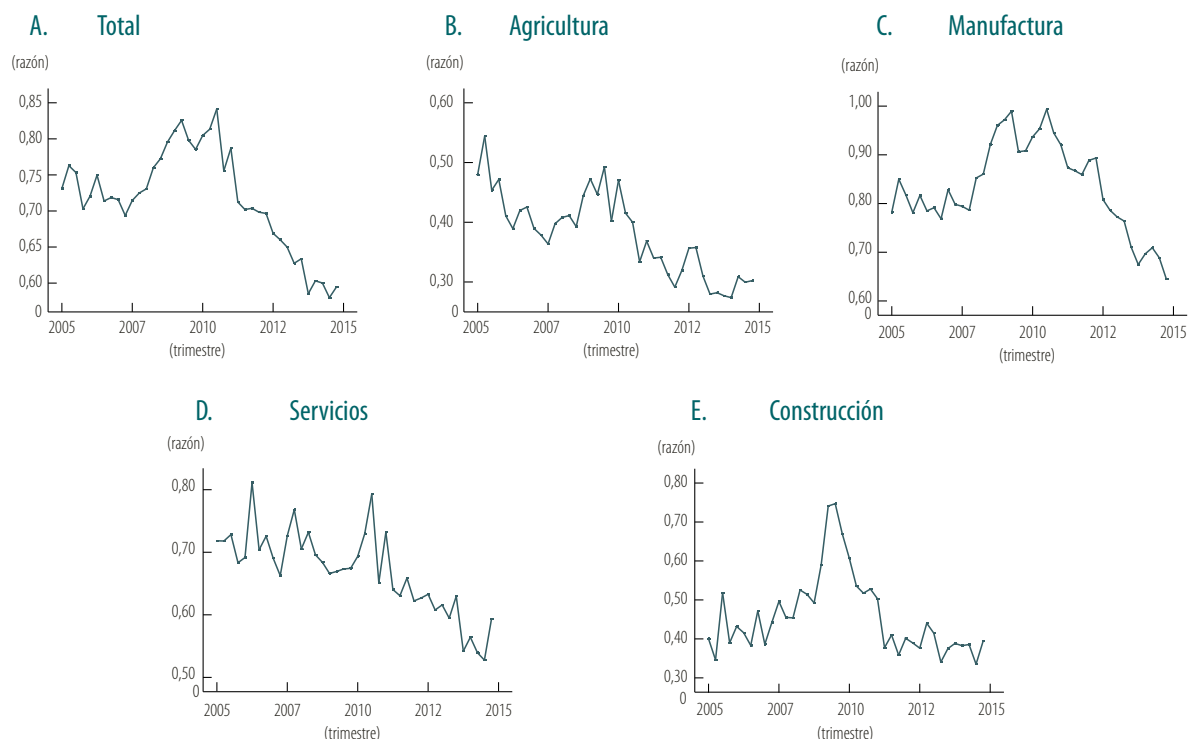 A. Total
(razón)
0,85
0,80
0,75
0,70
0,65
0,60
0
2005 2007 2010 2012 2015
(trimestre)
B. Agricultura
(razón)
0,60
0,50
0,40
0,30
0
2005 2007 2010 2012 2015
(trimestre)
C. Manufactura
(razón)
1,00
0,90
0,80
0,70
0,60
0
2005 2007 2010 2012 2015
(trimestre)
D. Servicios
(razón)
0,80
0,70
0,60
0,50
0
2005 2007 2010 2012 2015
(trimestre)
E. Construcción
(razón)
0,80
0,70
0,60
0,50
0,40
0,30
0
2005 2007 2010 2012 2015
(trimestre)